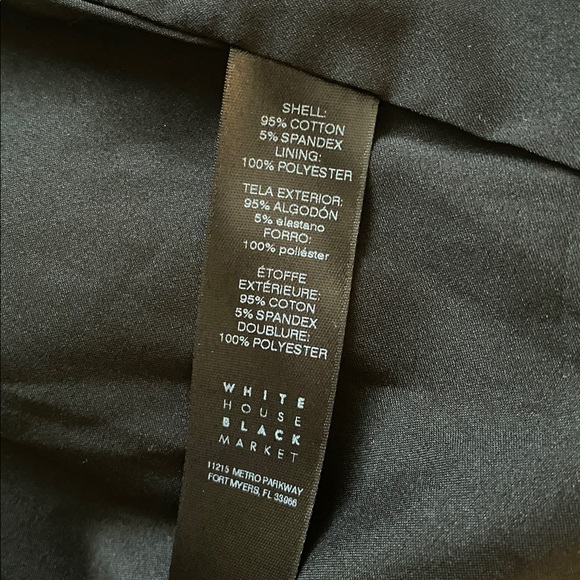 SHELL:
95% COTTON
5% SPANDEX
LINING:
100% POLYESTER
TELA EXTERIOR:
95% ALGODÓN
5% elastano
FORRO:
100% poliéster
ÉTOFFE
EXTÉRIEURE:
95% COTON
5% SPANDEX
DOUBLURE:
100% POLYESTER
WHITE
HOUSE
BLACK
MARKET
11215 METRO PARKWAY
FORT MYERS, FL 33966